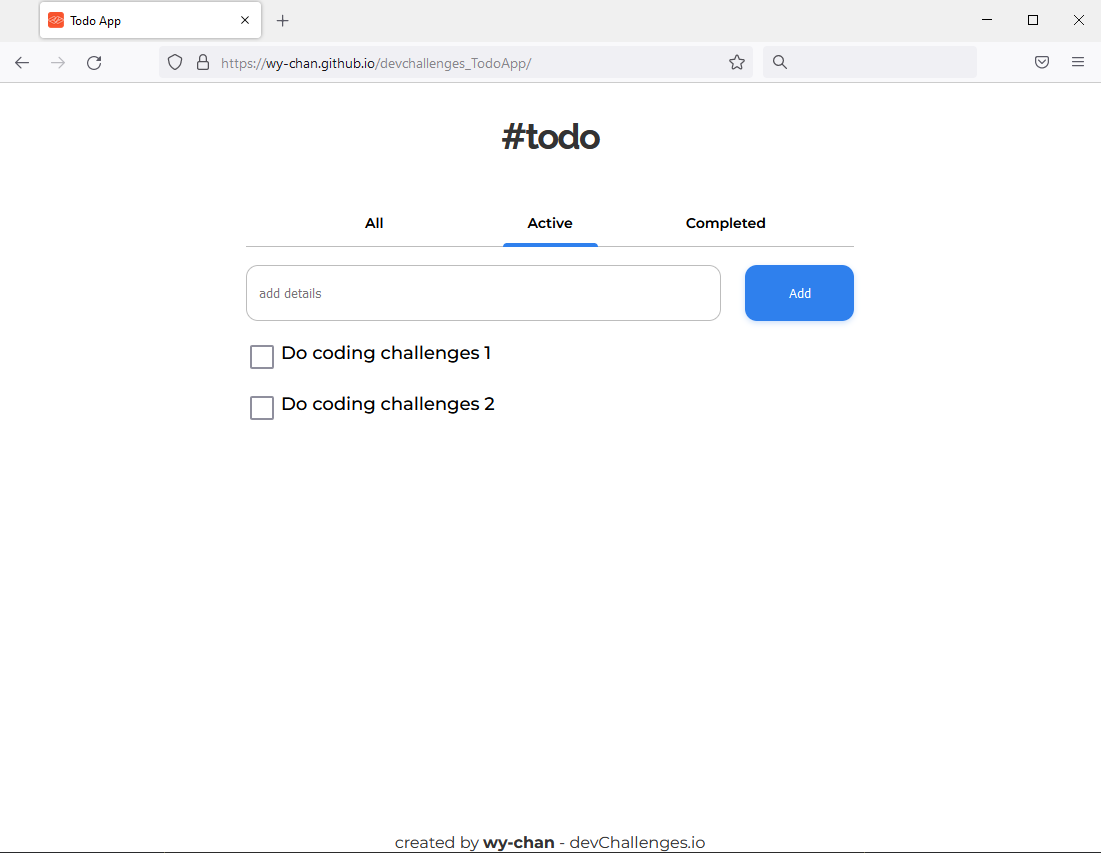 Todo App
https://wy-chan.github.io/devchallenges_TodoApp/
#todo
All Active Completed
add details Add
Do coding challenges 1
Do coding challenges 2
created by wy-chan - devChallenges.io